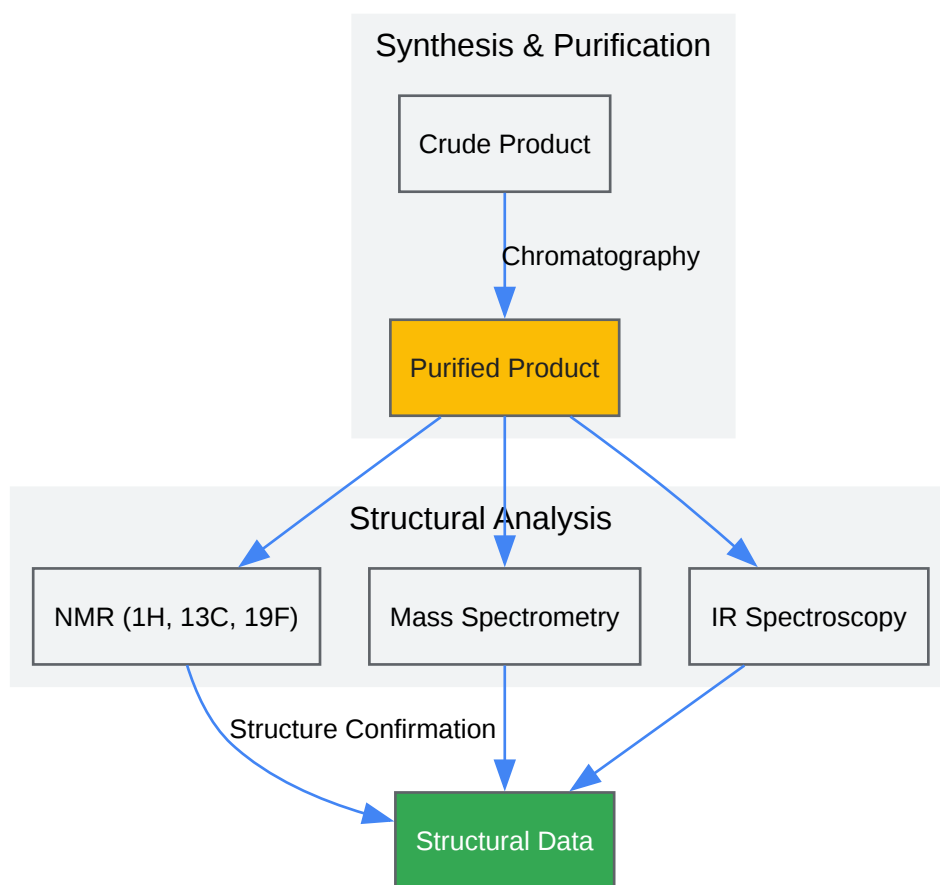 Synthesis & Purification
Crude Product
Chromatography
Purified Product
Structural Analysis
NMR (1H, 13C, 19F)
Mass Spectrometry
IR Spectroscopy
Structure Confirmation
Structural Data